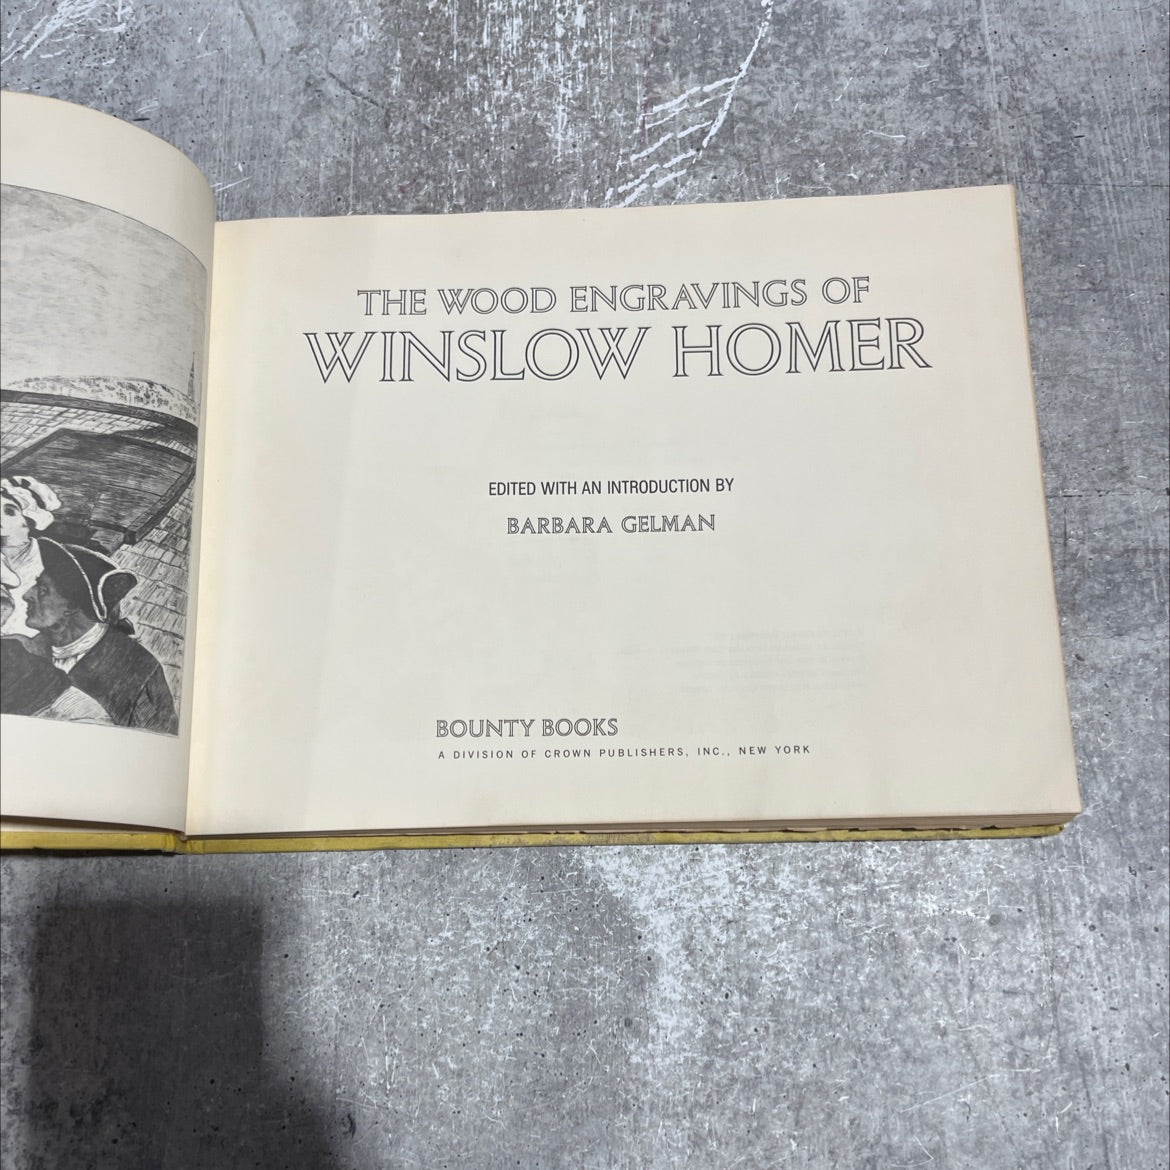 THE WOOD ENGRAVINGS OF
WINSLOW HOMER
EDITED WITH AN INTRODUCTION BY
BARBARA GELMAN
BOUNTY BOOKS
A DIVISION OF CROWN PUBLISHERS, INC., NEW YORK